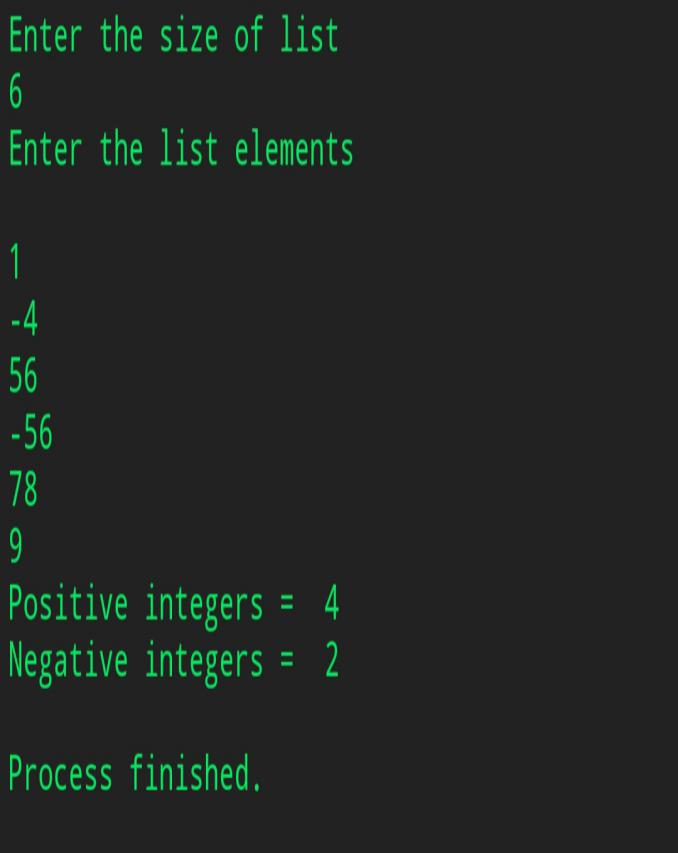 Enter the size of list
6
Enter the list elements
1
-4
56
-56
78
9
Positive integers =  4
Negative integers =  2
Process finished.